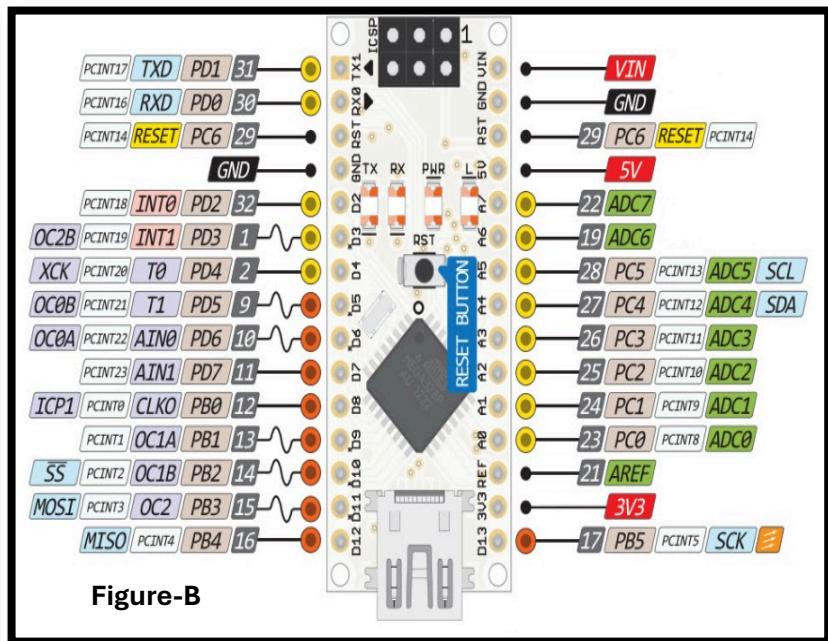 ICSP 1
PCINT17 TXD PD1 31 TX1 VIN VIN
PCINT16 RXD PD0 30 RX0 GND GND
PCINT14 RESET PC6 29 RST RST 29 PC6 RESET PCINT14
GND GND 5V 5V
TX RX PWR L
PCINT18 INT0 PD2 32 D2 A7 22 ADC7
OC2B PCINT19 INT1 PD3 1 D3 A6 19 ADC6
RST
XCK PCINT20 T0 PD4 2 D4 A5 28 PC5 PCINT13 ADC5 SCL
OC0B PCINT21 T1 PD5 9 D5 A4 27 PC4 PCINT12 ADC4 SDA
RESET BUTTON
OC0A PCINT22 AIN0 PD6 10 D6 A3 26 PC3 PCINT11 ADC3
PCINT23 AIN1 PD7 11 D7 A2 25 PC2 PCINT10 ADC2
ICP1 PCINT0 CLKO PB0 12 D8 A1 24 PC1 PCINT9 ADC1
PCINT1 OC1A PB1 13 D9 A0 23 PC0 PCINT8 ADC0
SS PCINT2 OC1B PB2 14 D10 REF 21 AREF
MOSI PCINT3 OC2 PB3 15 D11 3V3 3V3
MISO PCINT4 PB4 16 D12 D13 17 PB5 PCINT5 SCK
Figure-B